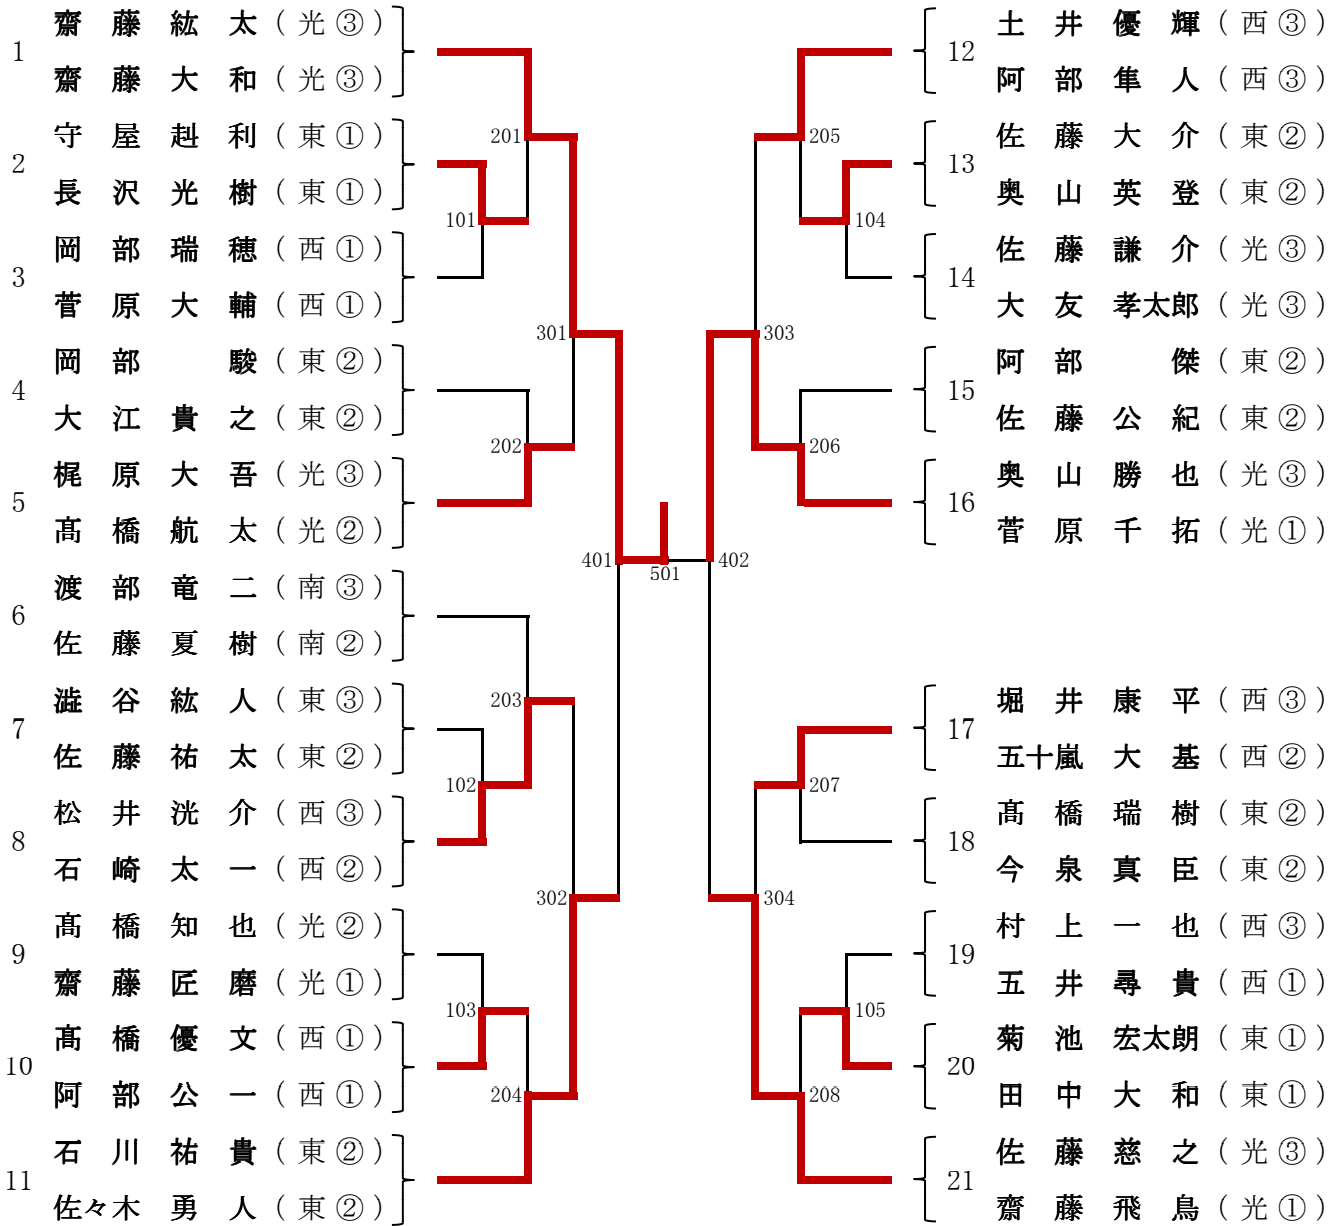 1
齋藤紘太（光③）
齋藤大和（光③）
2
守屋赳利（東①）
長沢光樹（東①）
3
岡部瑞穂（西①）
菅原大輔（西①）
4
岡部駿（東②）
大江貴之（東②）
5
梶原大吾（光③）
髙橋航太（光②）
6
渡部竜二（南③）
佐藤夏樹（南②）
7
澁谷紘人（東③）
佐藤祐太（東②）
8
松井洸介（西③）
石崎太一（西②）
9
髙橋知也（光②）
齋藤匠磨（光①）
10
髙橋優文（西①）
阿部公一（西①）
11
石川祐貴（東②）
佐々木勇人（東②）
201
101
301
202
401
203
102
302
103
204
501
205
104
303
206
402
207
304
105
208
12
土井優輝（西③）
阿部隼人（西③）
13
佐藤大介（東②）
奥山英登（東②）
14
佐藤謙介（光③）
大友孝太郎（光③）
15
阿部傑（東②）
佐藤公紀（東②）
16
奥山勝也（光③）
菅原千拓（光①）
17
堀井康平（西③）
五十嵐大基（西②）
18
髙橋瑞樹（東②）
今泉真臣（東②）
19
村上一也（西③）
五井尋貴（西①）
20
菊池宏太朗（東①）
田中大和（東①）
21
佐藤慈之（光③）
齋藤飛鳥（光①）